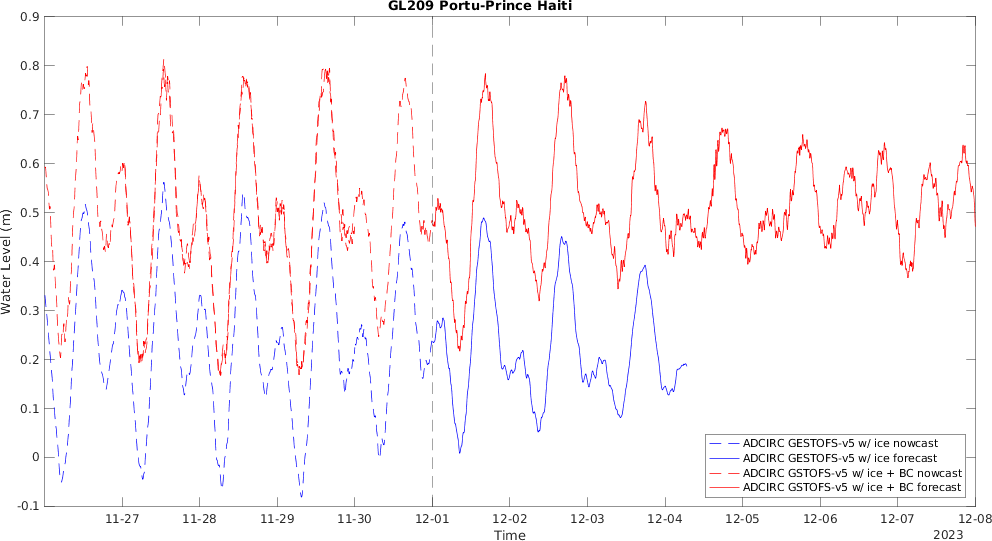 GL209 Portu-Prince Haiti
0.9
0.8
0.7
0.6
0.5
0.4
0.3
0.2
0.1
0
-0.1
Water Level (m)
11-27 11-28 11-29 11-30 12-01 12-02 12-03 12-04 12-05 12-06 12-07 12-08
Time
2023
ADCIRC GESTOFS-v5 w/ ice nowcast
ADCIRC GESTOFS-v5 w/ ice forecast
ADCIRC GSTOFS-v5 w/ ice + BC nowcast
ADCIRC GSTOFS-v5 w/ ice + BC forecast